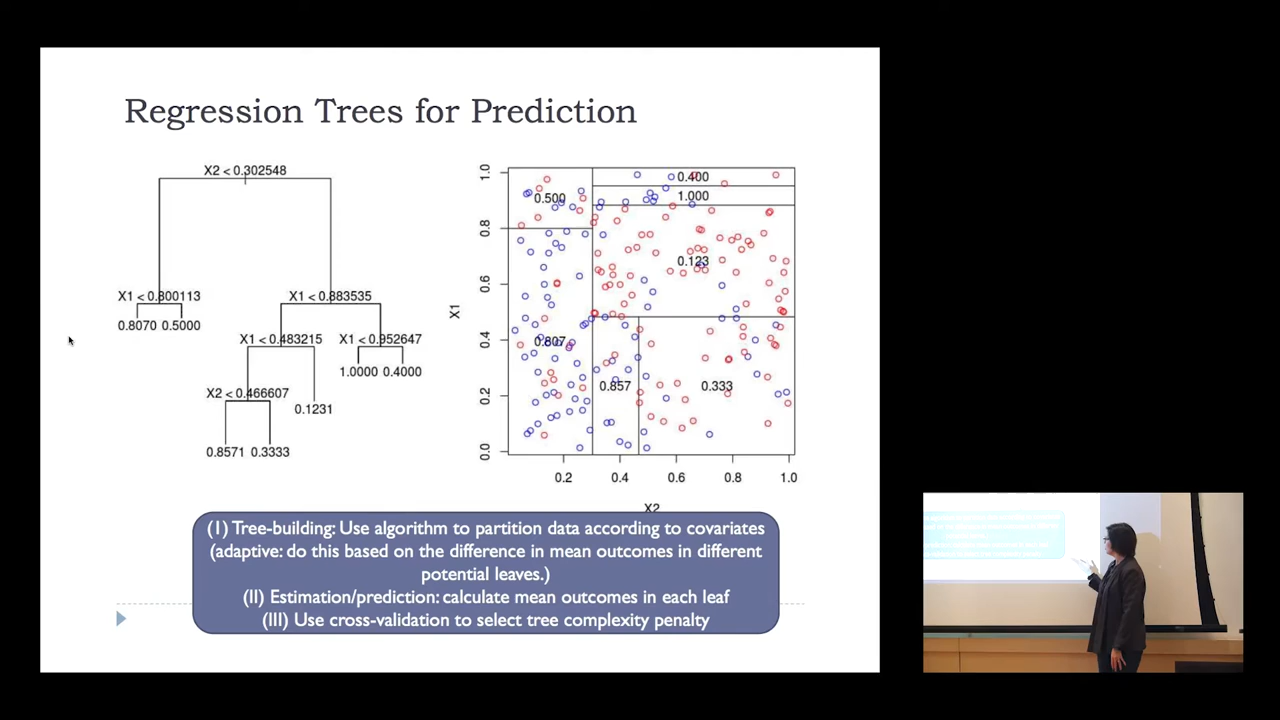 Regression Trees for Prediction
X2 < 0.302548
X1 < 0.800113
X1 < 0.883535
0.8070 0.5000
X1 < 0.483215
X1 < 0.952647
1.0000 0.4000
X2 < 0.466607
0.1231
0.8571 0.3333
1.0
0.8
0.6
0.4
0.2
0.0
X1
0.400
1.000
0.500
0.123
0.807
0.857
0.333
0.2
0.4
0.6
0.8
1.0
X2
(I) Tree-building: Use algorithm to partition data according to covariates
(adaptive: do this based on the difference in mean outcomes in different
potential leaves.)
(II) Estimation/prediction: calculate mean outcomes in each leaf
(III) Use cross-validation to select tree complexity penalty